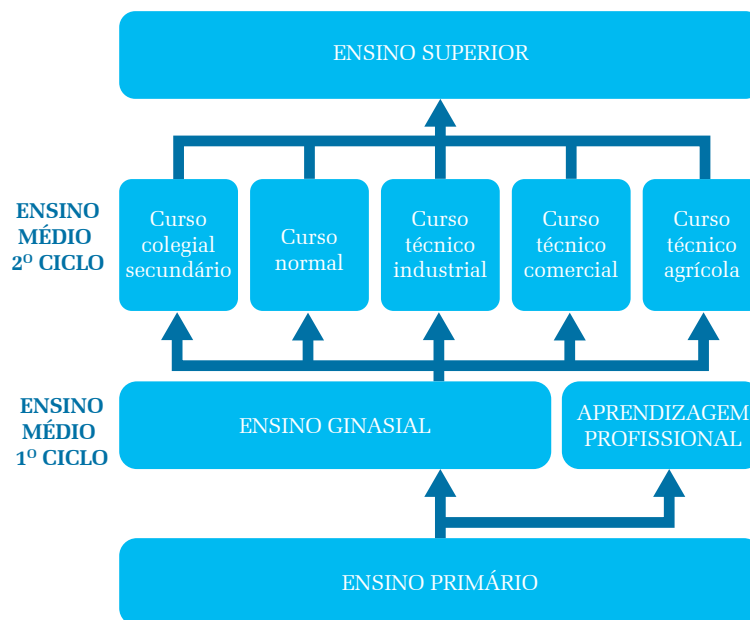 ENSINO SUPERIOR
ENSINO
MÉDIO
2º CICLO
Curso
colegial
secundário
Curso
normal
Curso
técnico
industrial
Curso
técnico
comercial
Curso
técnico
agrícola
ENSINO
MÉDIO
1º CICLO
ENSINO GINASIAL
APRENDIZAGEM
PROFISSIONAL
ENSINO PRIMÁRIO